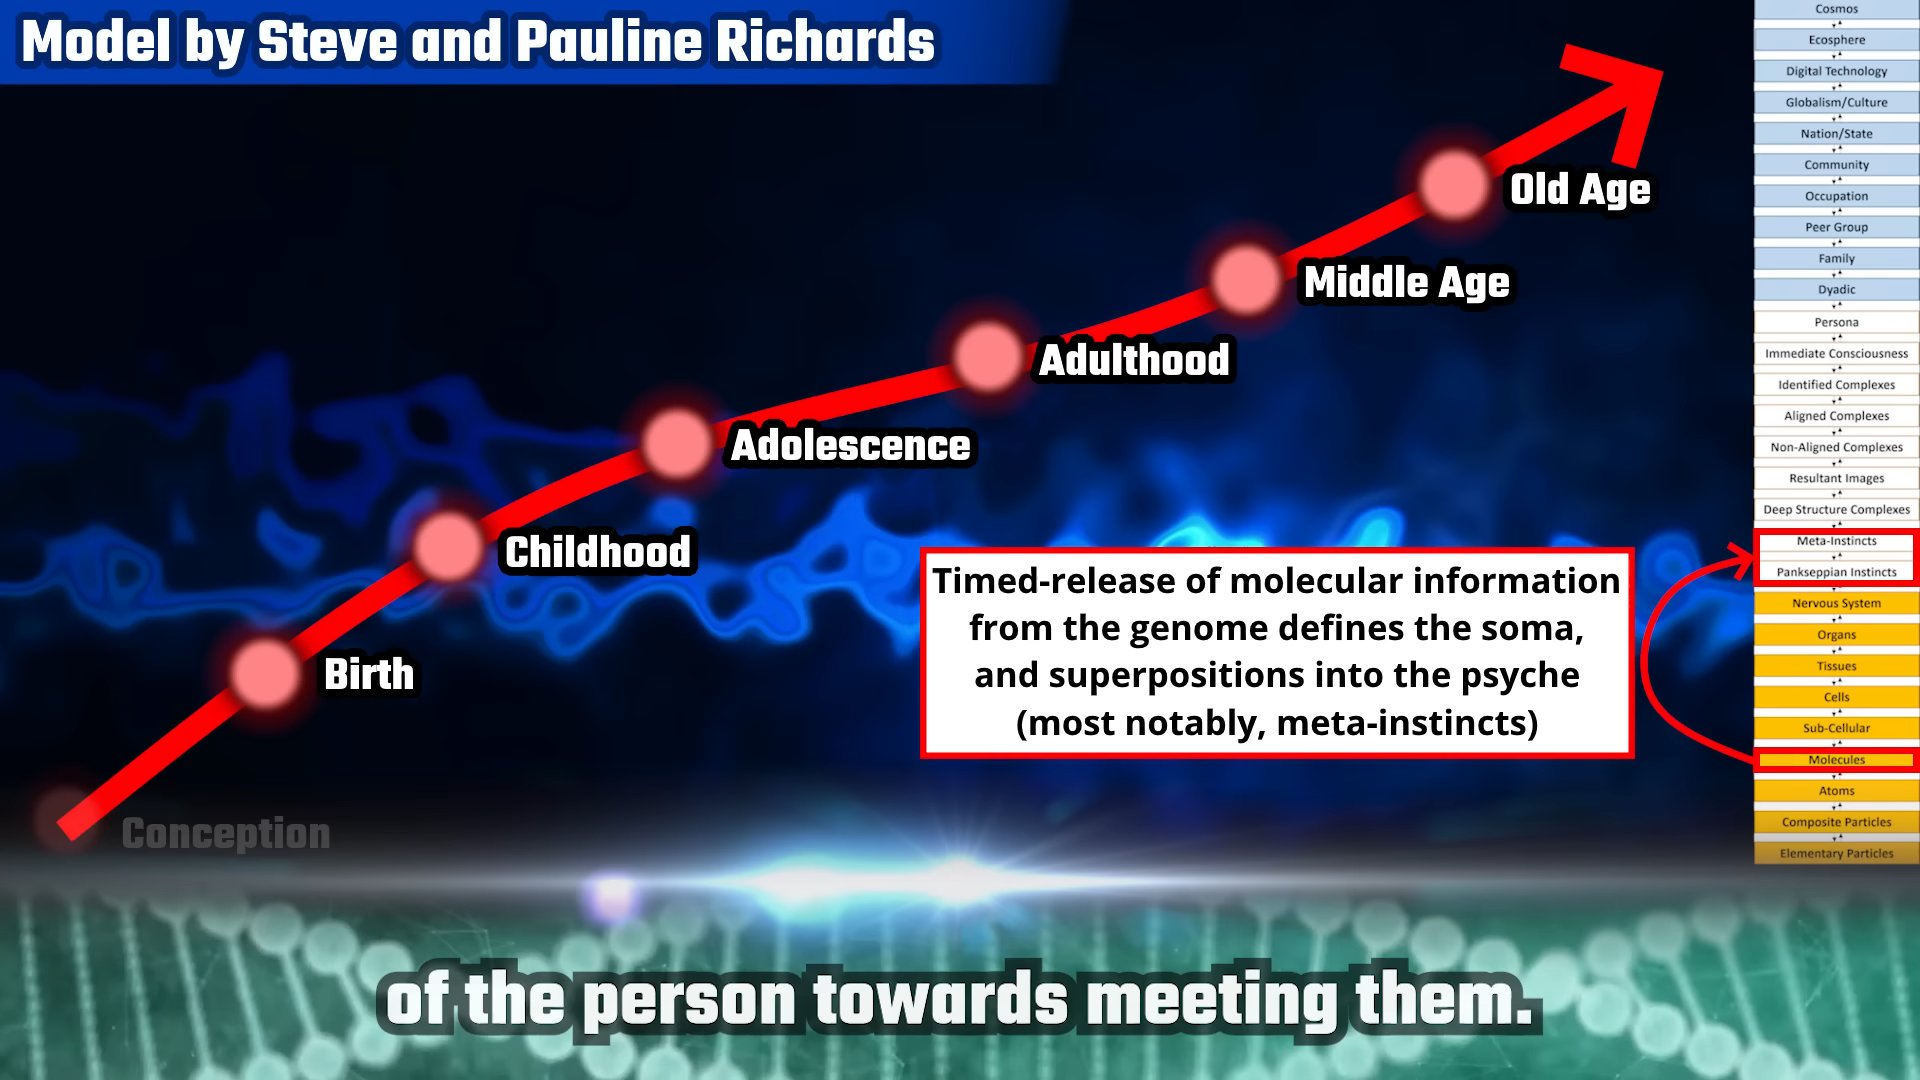 Model by Steve and Pauline Richards
Old Age
Middle Age
Adulthood
Adolescence
Childhood
Birth
Conception
Timed-release of molecular information
from the genome defines the soma,
and superpositions into the psyche
(most notably, meta-instincts)
Cosmos
Ecosphere
Digital Technology
Globalism/Culture
Nation/State
Community
Occupation
Peer Group
Family
Dyadic
Persona
Immediate Consciousness
Identified Complexes
Aligned Complexes
Non-Aligned Complexes
Resultant Images
Deep Structure Complexes
Meta-Instincts
Pankseppian Instincts
Nervous System
Organs
Tissues
Cells
Sub-Cellular
Molecules
Atoms
Composite Particles
Elementary Particles
of the person towards meeting them.